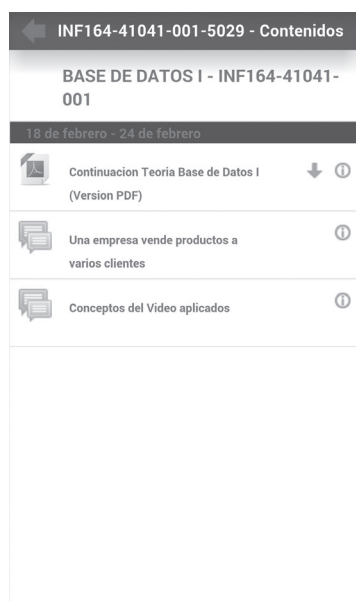 INF164-41041-001-5029 - Contenidos
BASE DE DATOS I - INF164-41041-
001
18 de febrero - 24 de febrero
Continuacion Teoria Base de Datos I
(Version PDF)
Una empresa vende productos a
varios clientes
Conceptos del Video aplicados